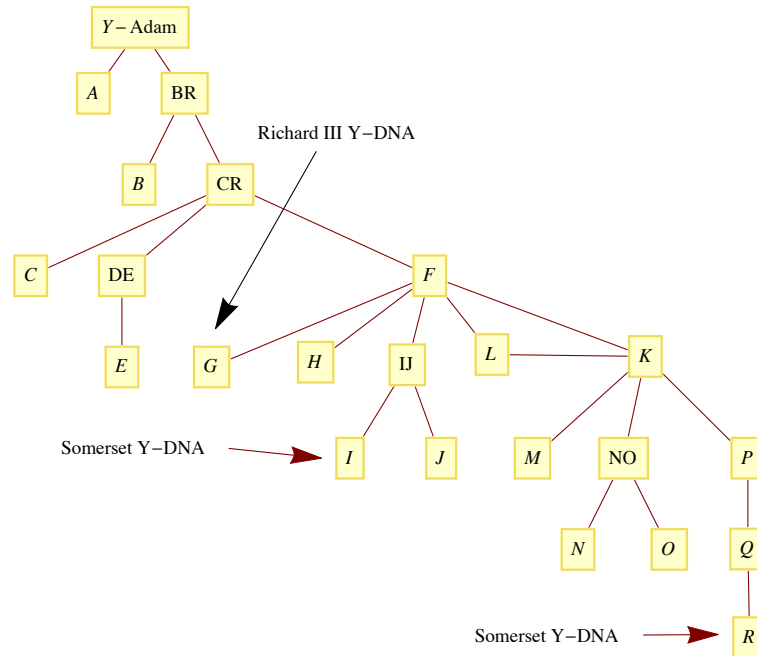 Y−Adam
A
BR
Richard III Y−DNA
B
CR
C
DE
F
G
H
IJ
L
K
E
Somerset Y−DNA
I
J
M
NO
P
N
O
Q
Somerset Y−DNA
R